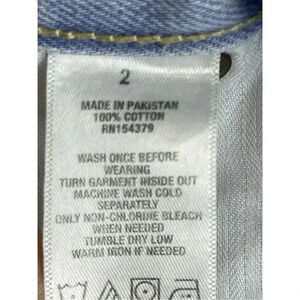 2
MADE IN PAKISTAN
100% COTTON
RN154379
WASH ONCE BEFORE
WEARING
TURN GARMENT INSIDE OUT
MACHINE WASH COLD
SEPARATELY
ONLY NON-CHLORINE BLEACH
WHEN NEEDED
TUMBLE DRY LOW
WARM IRON IF NEEDED